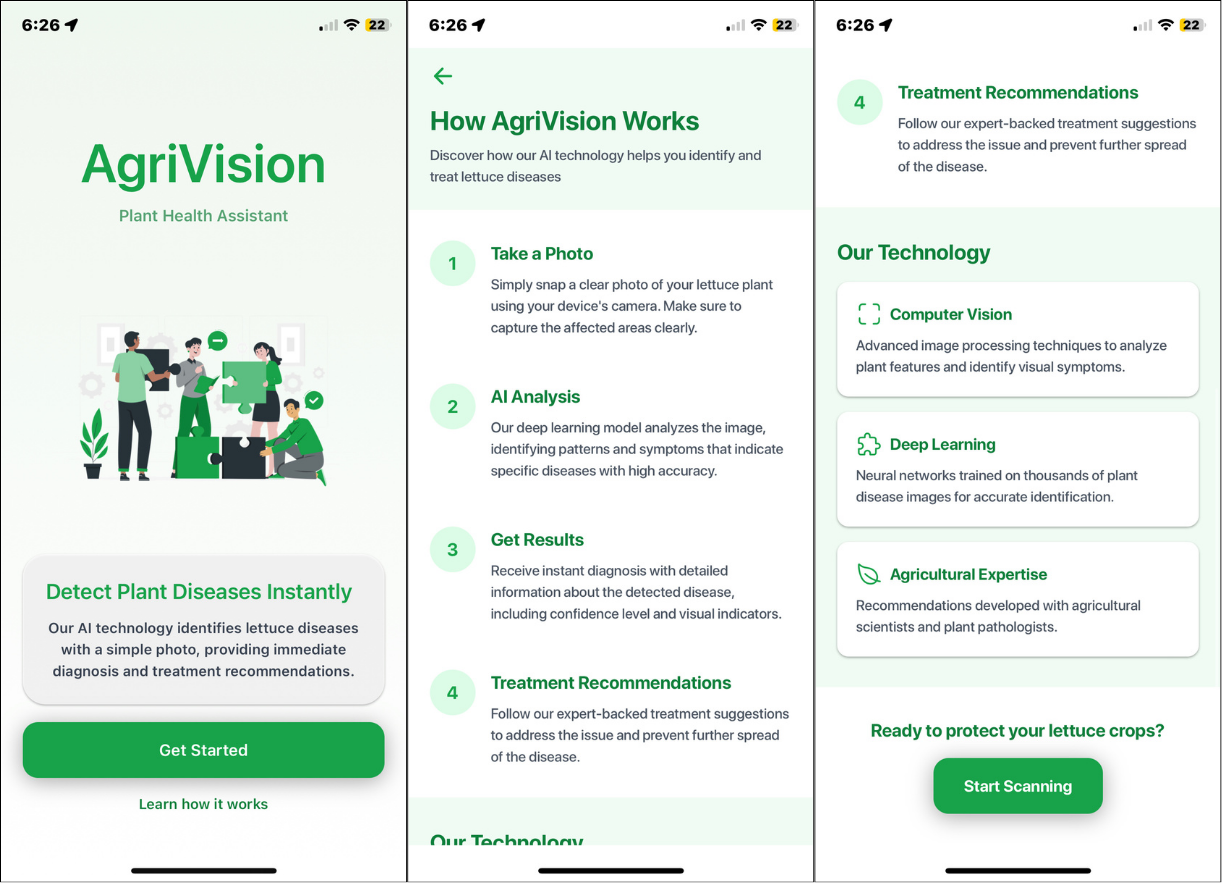 6:26
22
AgriVision
Plant Health Assistant
Detect Plant Diseases Instantly
Our AI technology identifies lettuce diseases
with a simple photo, providing immediate
diagnosis and treatment recommendations.
Get Started
Learn how it works
6:26
22
How AgriVision Works
Discover how our AI technology helps you identify and
treat lettuce diseases
1
Take a Photo
Simply snap a clear photo of your lettuce plant
using your device's camera. Make sure to
capture the affected areas clearly.
2
AI Analysis
Our deep learning model analyzes the image,
identifying patterns and symptoms that indicate
specific diseases with high accuracy.
3
Get Results
Receive instant diagnosis with detailed
information about the detected disease,
including confidence level and visual indicators.
4
Treatment Recommendations
Follow our expert-backed treatment suggestions
to address the issue and prevent further spread
of the disease.
Our Technology
6:26
22
4
Treatment Recommendations
Follow our expert-backed treatment suggestions
to address the issue and prevent further spread
of the disease.
Our Technology
Computer Vision
Advanced image processing techniques to analyze
plant features and identify visual symptoms.
Deep Learning
Neural networks trained on thousands of plant
disease images for accurate identification.
Agricultural Expertise
Recommendations developed with agricultural
scientists and plant pathologists.
Ready to protect your lettuce crops?
Start Scanning